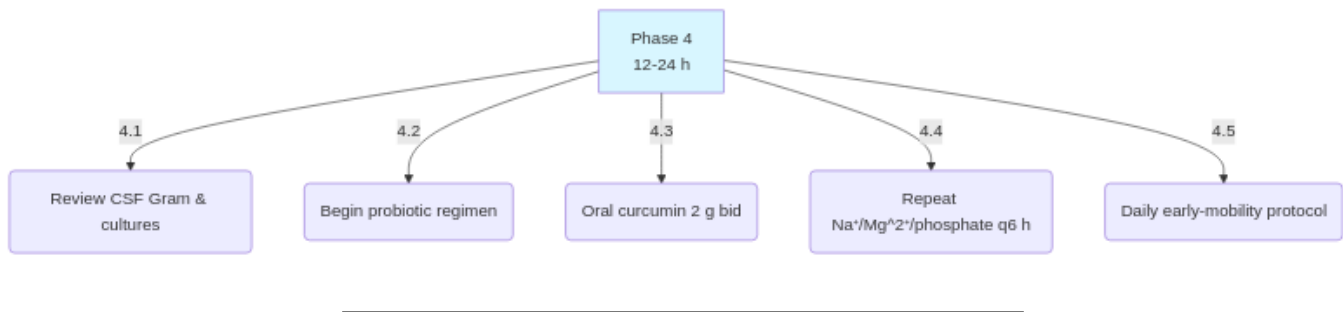 Phase 4
12-24 h
4.1
4.2
4.3
4.4
4.5
Review CSF Gram &
cultures
Begin probiotic regimen
Oral curcumin 2 g bid
Repeat
Na⁺/Mg^2⁺/phosphate q6 h
Daily early-mobility protocol